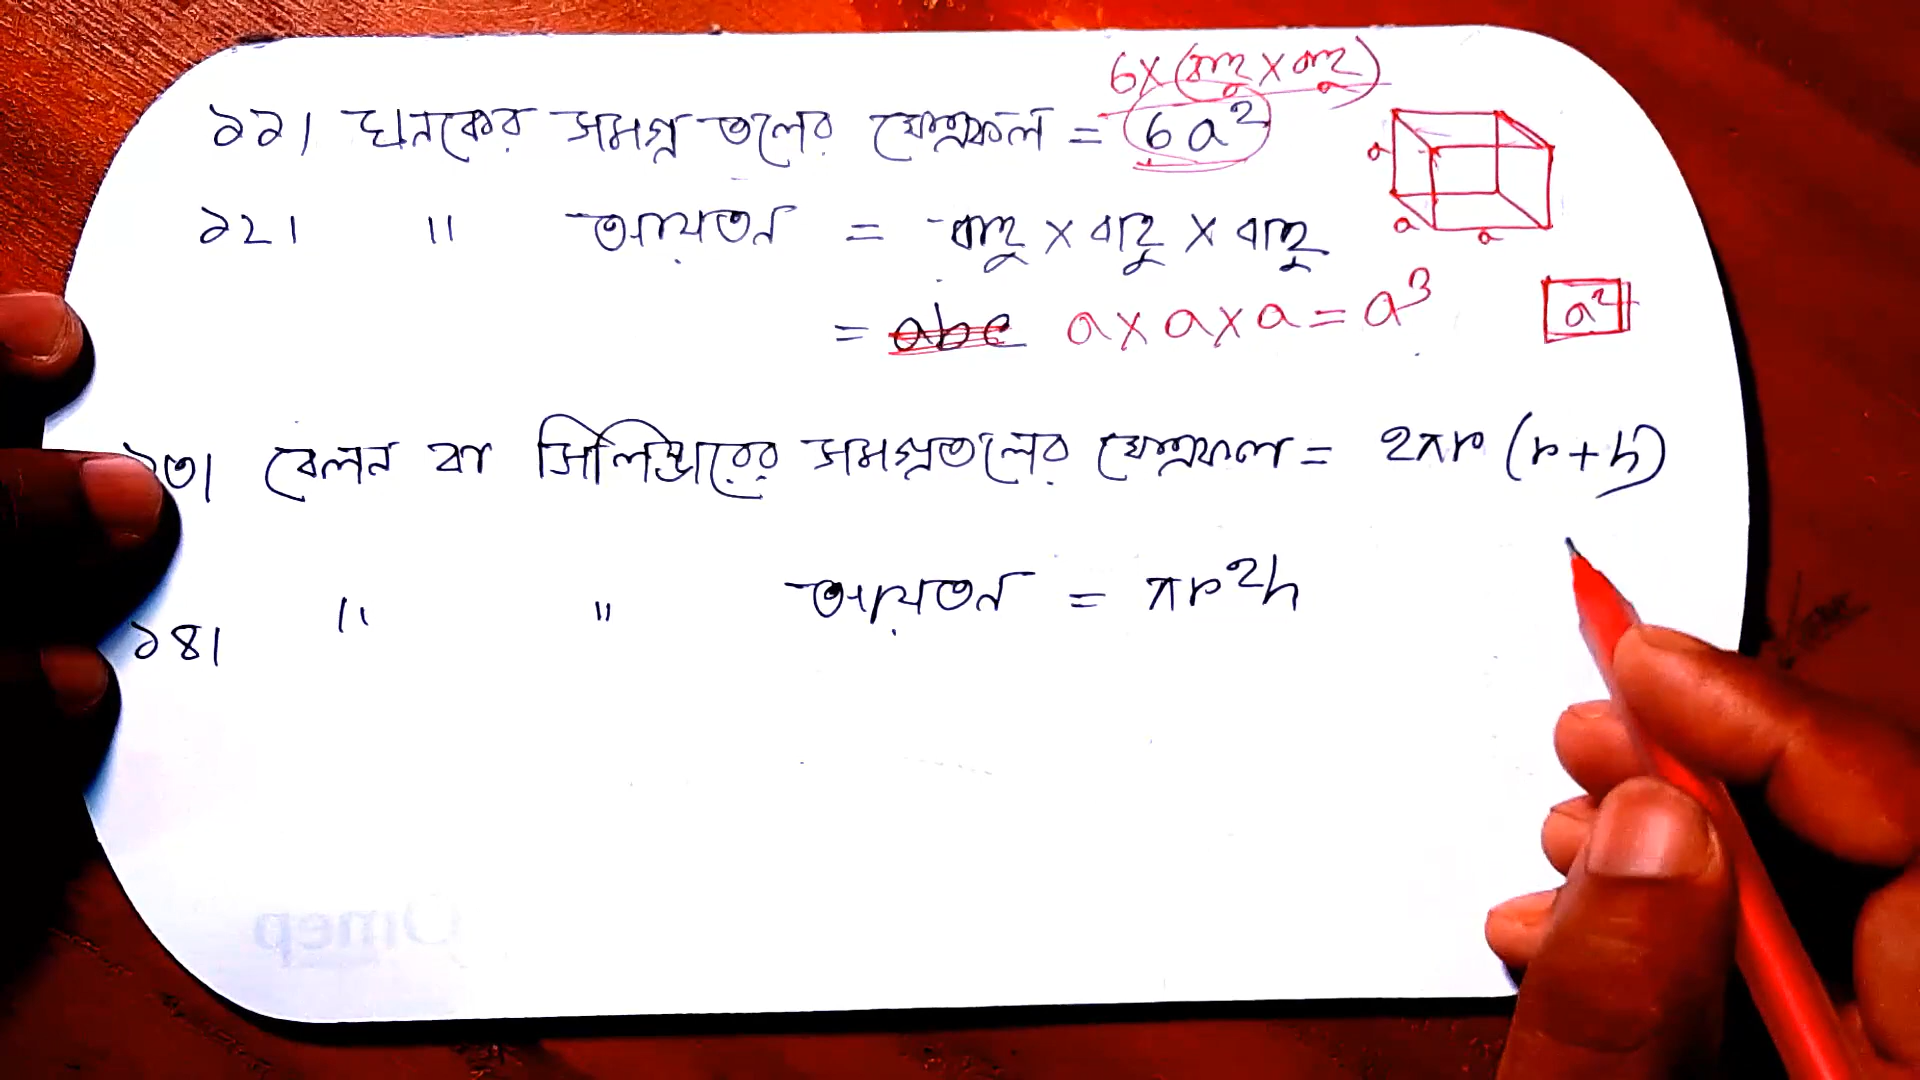 6×(বাহু×বাহু)
১১। ঘনকের সমগ্র তলের ক্ষেত্রফল = 6a²
a
১২। " আয়তন = বাহু × বাহু × বাহু
a a
= abc a×a×a = a³
a²
১৩। বেলন বা সিলিন্ডারের সমগ্রতলের ক্ষেত্রফল = 2πr (r+h)
১৪। " " আয়তন = πr²h